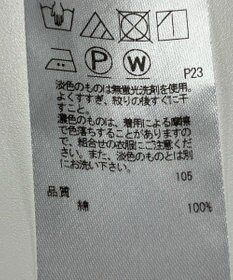 P W
P23
淡色のものは無蛍光洗剤を使用。
よくすすぎ、絞りの後すぐに干
すこと。
濃色のものは、着用による摩擦
で色落ちすることがありますの
で、組合せの衣服にご注意くだ
さい。また、淡色のものとは別
にお洗い下さい。
105
品質
綿 100%